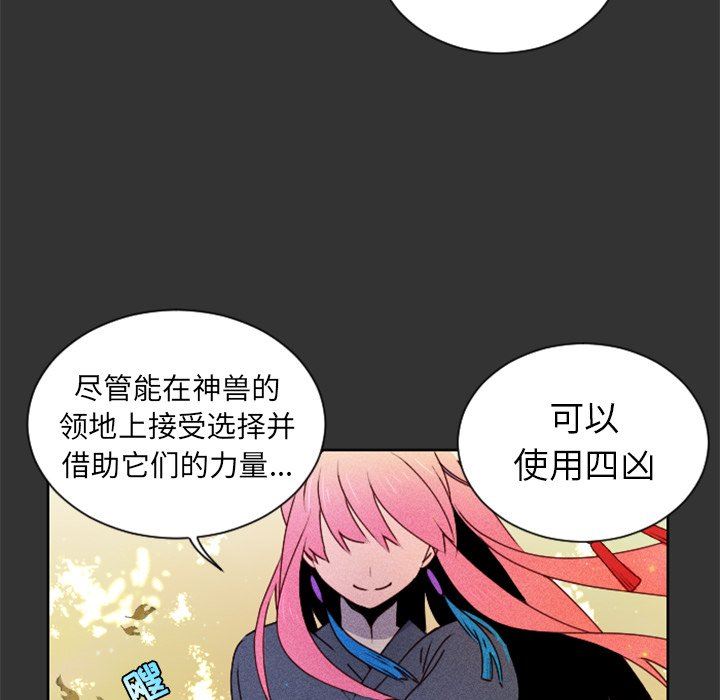 尽管能在神兽的
领地上接受选择并
借助它们的力量...
可以
使用四凶
飕